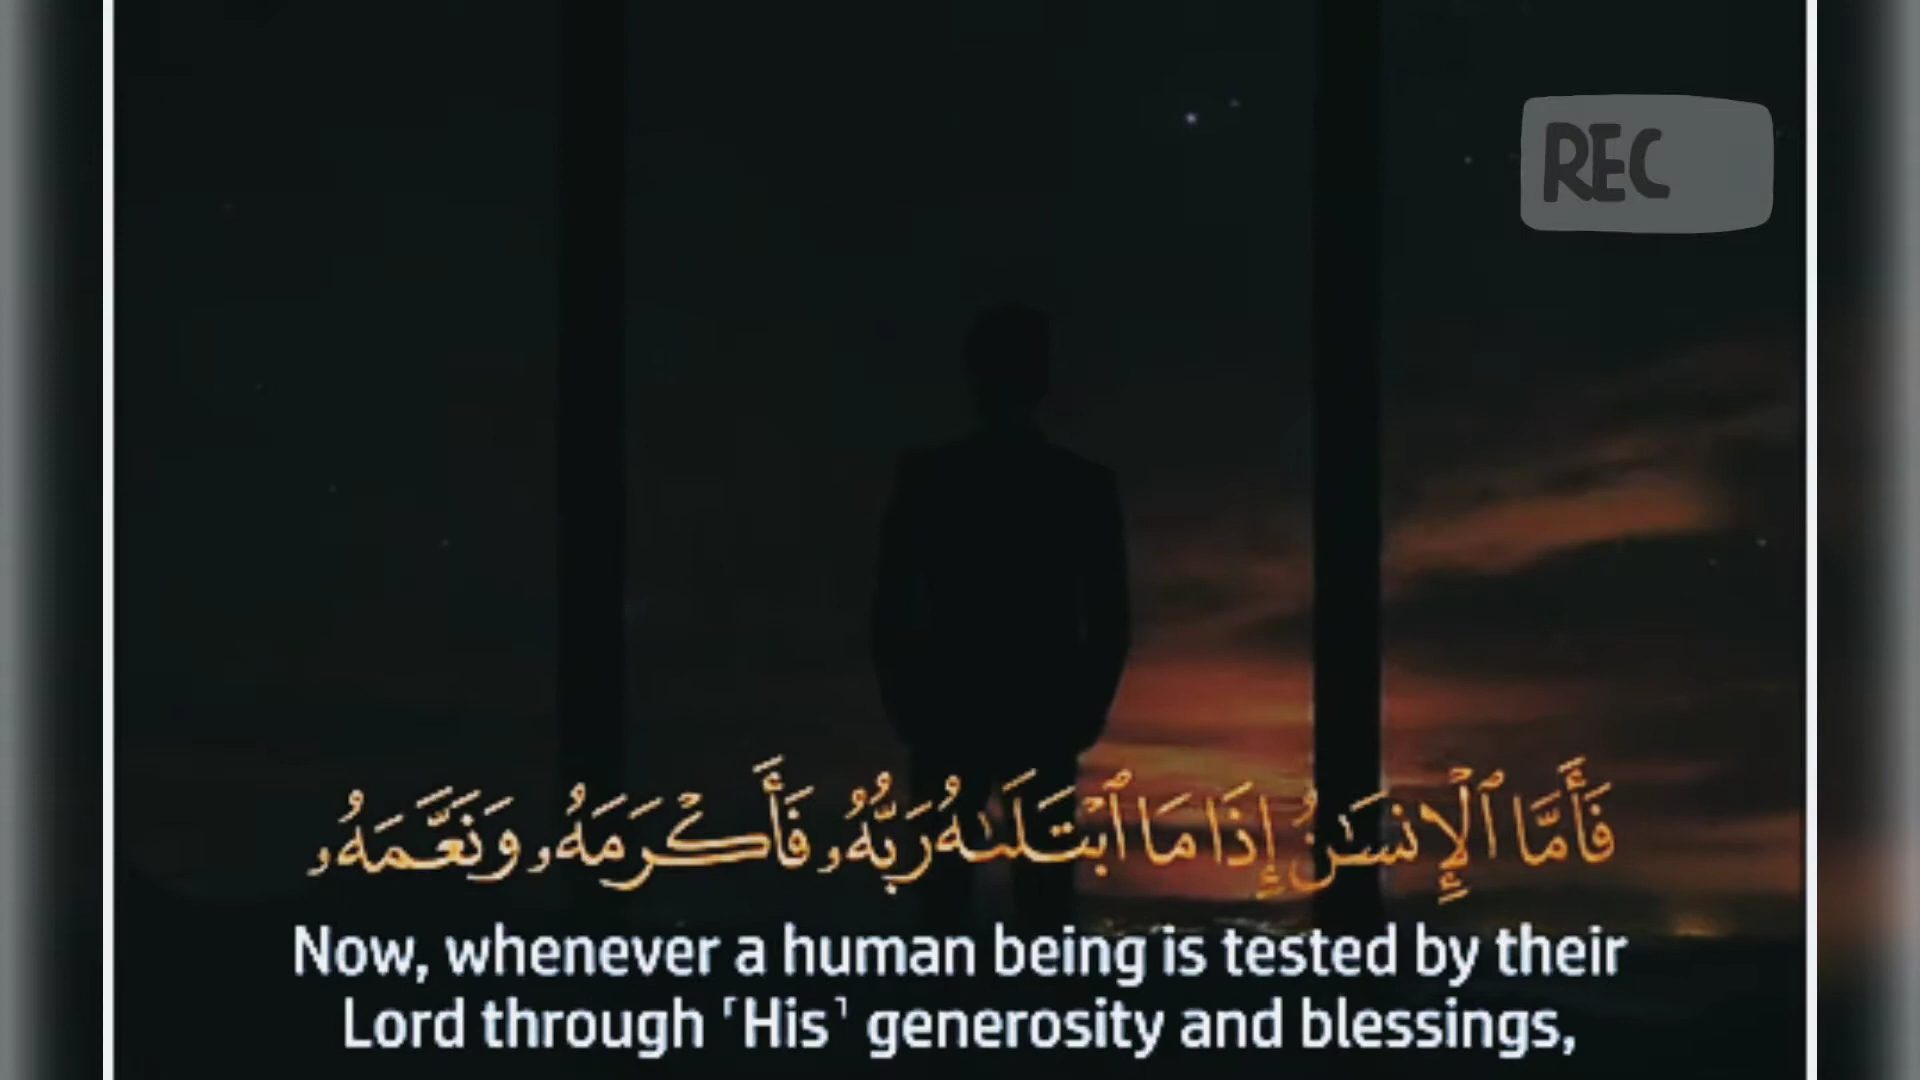 REC
فَأَمَّا ٱلْإِنسَـٰنُ إِذَا مَا ٱبْتَلَىٰهُ رَبُّهُۥ فَأَكْرَمَهُۥ وَنَعَّمَهُۥ
Now, whenever a human being is tested by their
Lord through ˹His˺ generosity and blessings,